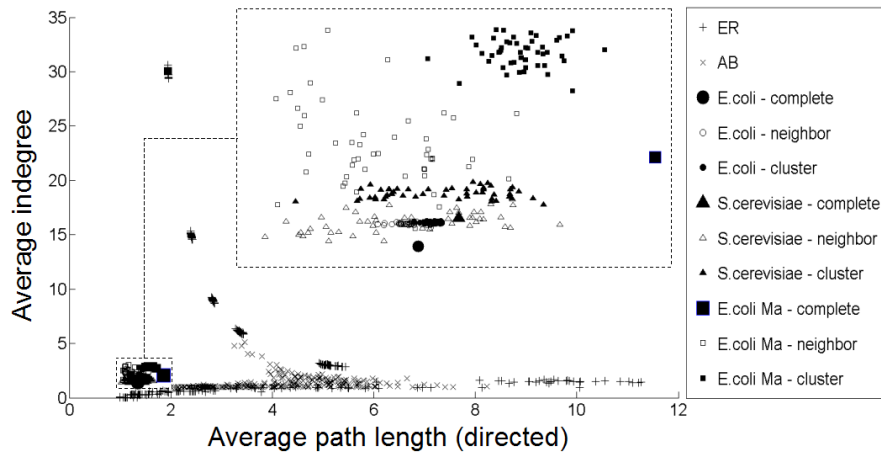 35
30
25
20
15
10
5
0
Average indegree
0
2
4
6
8
10
12
Average path length (directed)
ER
AB
E.coli - complete
E.coli - neighbor
E.coli - cluster
S.cerevisiae - complete
S.cerevisiae - neighbor
S.cerevisiae - cluster
E.coli Ma - complete
E.coli Ma - neighbor
E.coli Ma - cluster